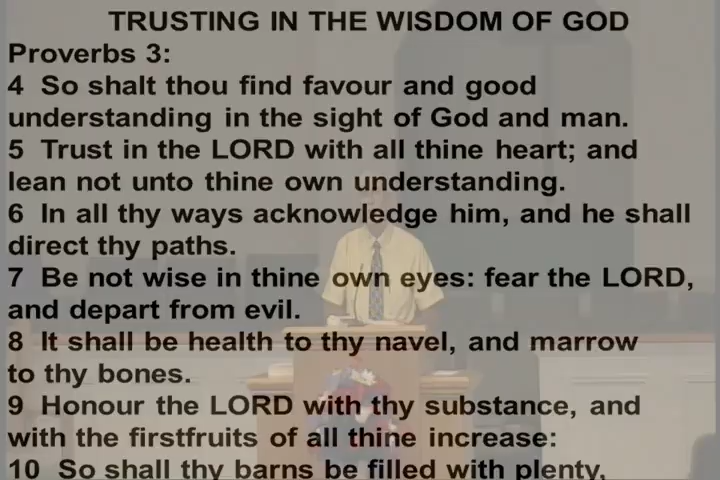 TRUSTING IN THE WISDOM OF GOD
Proverbs 3:
4 So shalt thou find favour and good
understanding in the sight of God and man.
5 Trust in the LORD with all thine heart; and
lean not unto thine own understanding.
6 In all thy ways acknowledge him, and he shall
direct thy paths.
7 Be not wise in thine own eyes: fear the LORD,
and depart from evil.
8 It shall be health to thy navel, and marrow
to thy bones.
9 Honour the LORD with thy substance, and
with the firstfruits of all thine increase:
10 So shall thy barns be filled with plenty,